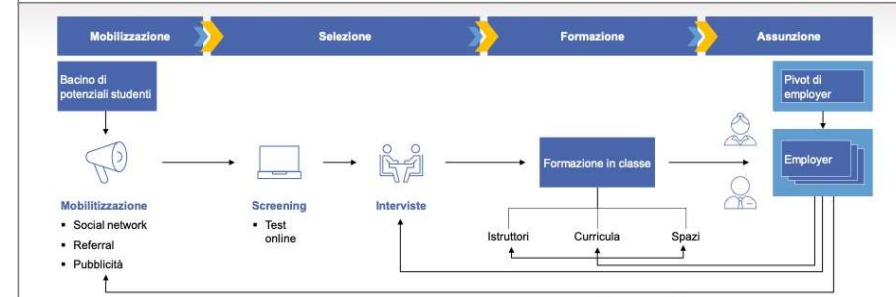 Mobilizzazione
Selezione
Formazione
Assunzione
Bacino di
potenziali studenti
Pivot di
employer
Formazione in classe
Employer
Mobilitizzazione
▪ Social network
▪ Referral
▪ Pubblicità
Screening
▪ Test
online
Interviste
Istruttori
Curricula
Spazi